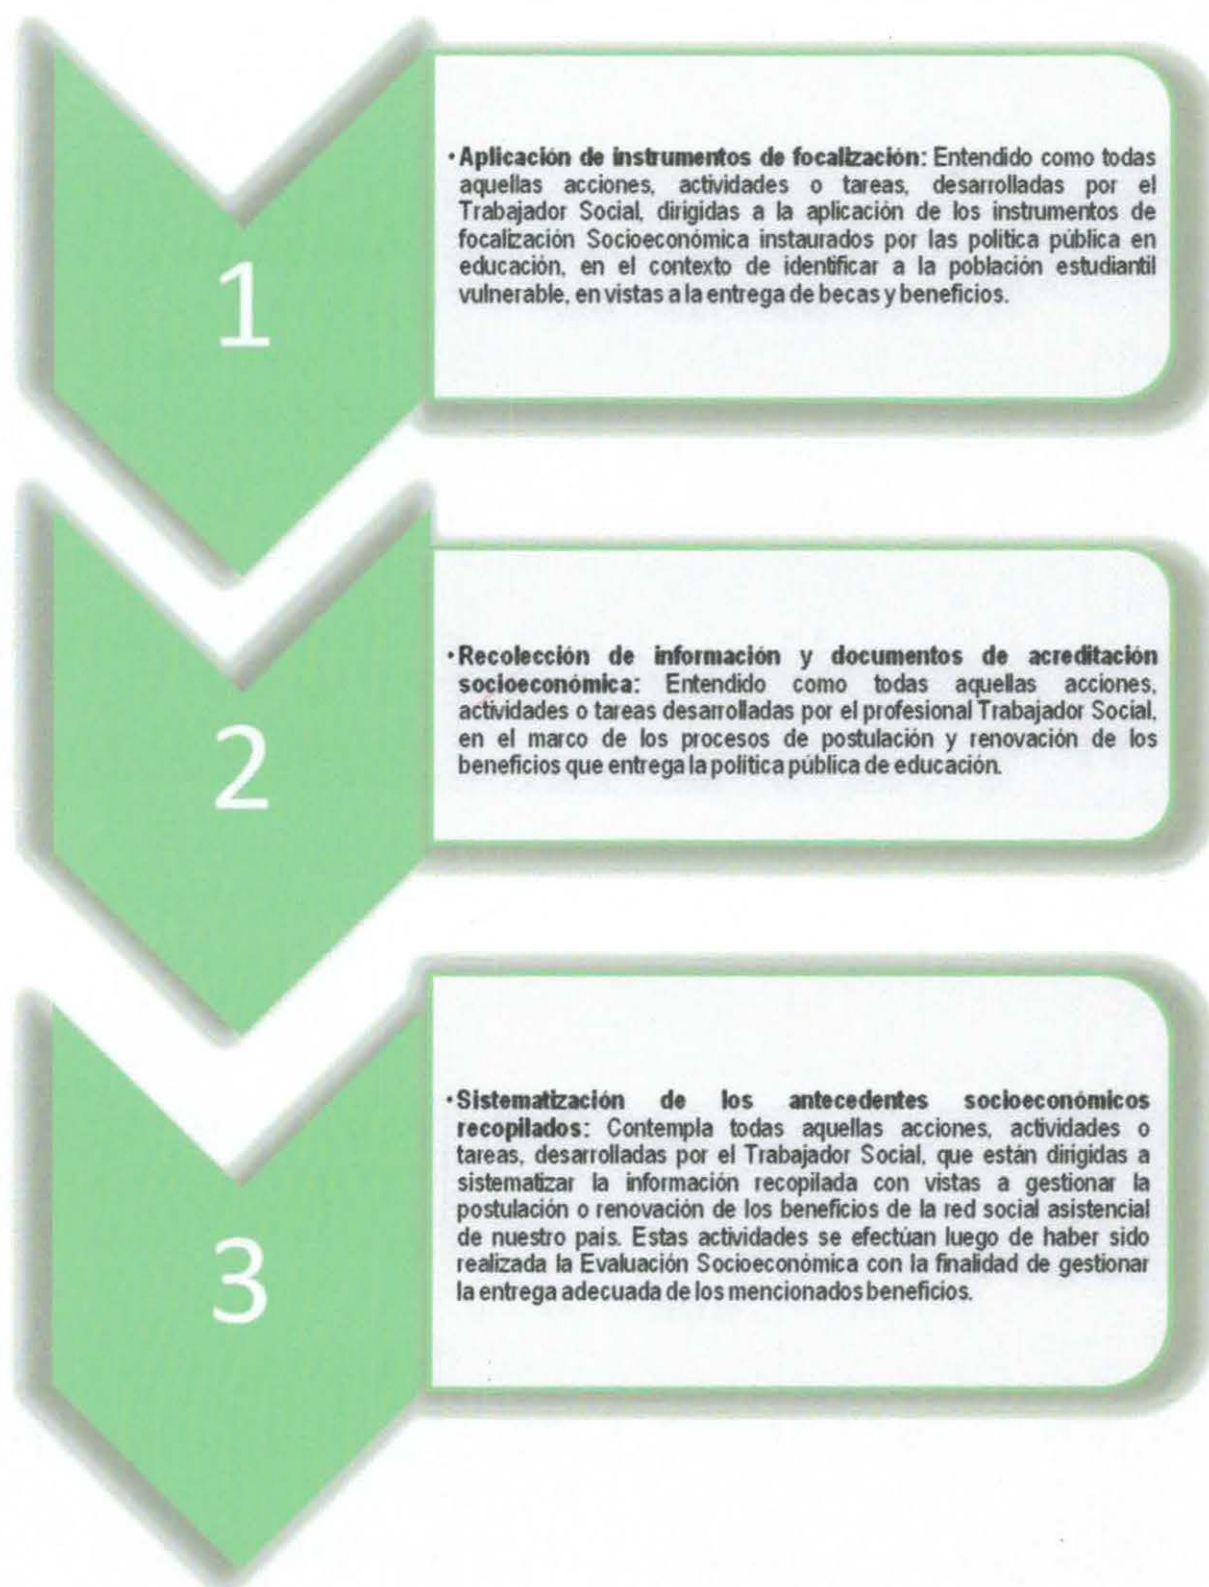 1
•Aplicación de instrumentos de focalización: Entendido como todas
aquellas acciones, actividades o tareas, desarrolladas por el
Trabajador Social, dirigidas a la aplicación de los instrumentos de
focalización Socioeconómica instaurados por las politica pública en
educación, en el contexto de identificar a la población estudiantil
vulnerable, en vistas a la entrega de becas y beneficios.
2
•Recolección de información y documentos de acreditación
socioeconómica: Entendido como todas aquellas acciones,
actividades o tareas desarrolladas por el profesional Trabajador Social,
en el marco de los procesos de postulación y renovación de los
beneficios que entrega la política pública de educación.
3
•Sistematización de los antecedentes socioeconómicos
recopilados: Contempla todas aquellas acciones, actividades o
tareas, desarrolladas por el Trabajador Social, que están dirigidas a
sistematizar la información recopilada con vistas a gestionar la
postulación o renovación de los beneficios de la red social asistencial
de nuestro país. Estas actividades se efectúan luego de haber sido
realizada la Evaluación Socioeconómica con la finalidad de gestionar
la entrega adecuada de los mencionados beneficios.